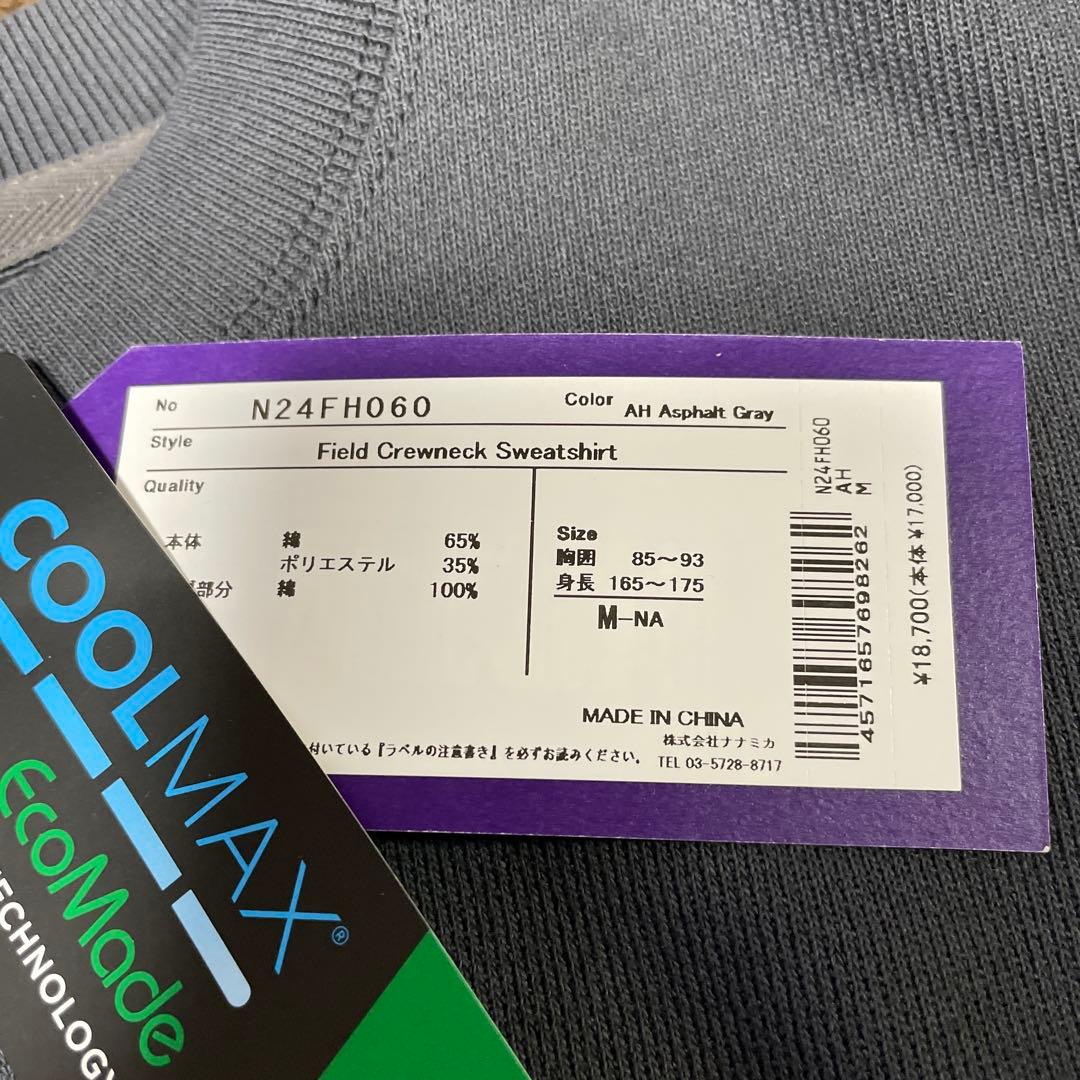 No N24FH060 Color AH Asphalt Gray
Style Field Crewneck Sweatshirt
Quality
本体 綿 65%
ポリエステル 35%
部分 綿 100%
Size
胸囲 85～93
身長 165～175
M-NA
MADE IN CHINA
株式会社ナナミカ
付いている『ラベルの注意書き』を必ずお読みください。 TEL 03-5728-8717
N24FH060
AH
M
4571657698262
¥18,700(本体¥17,000)
COOLMAX®
EcoMade
TECHNOLOGY